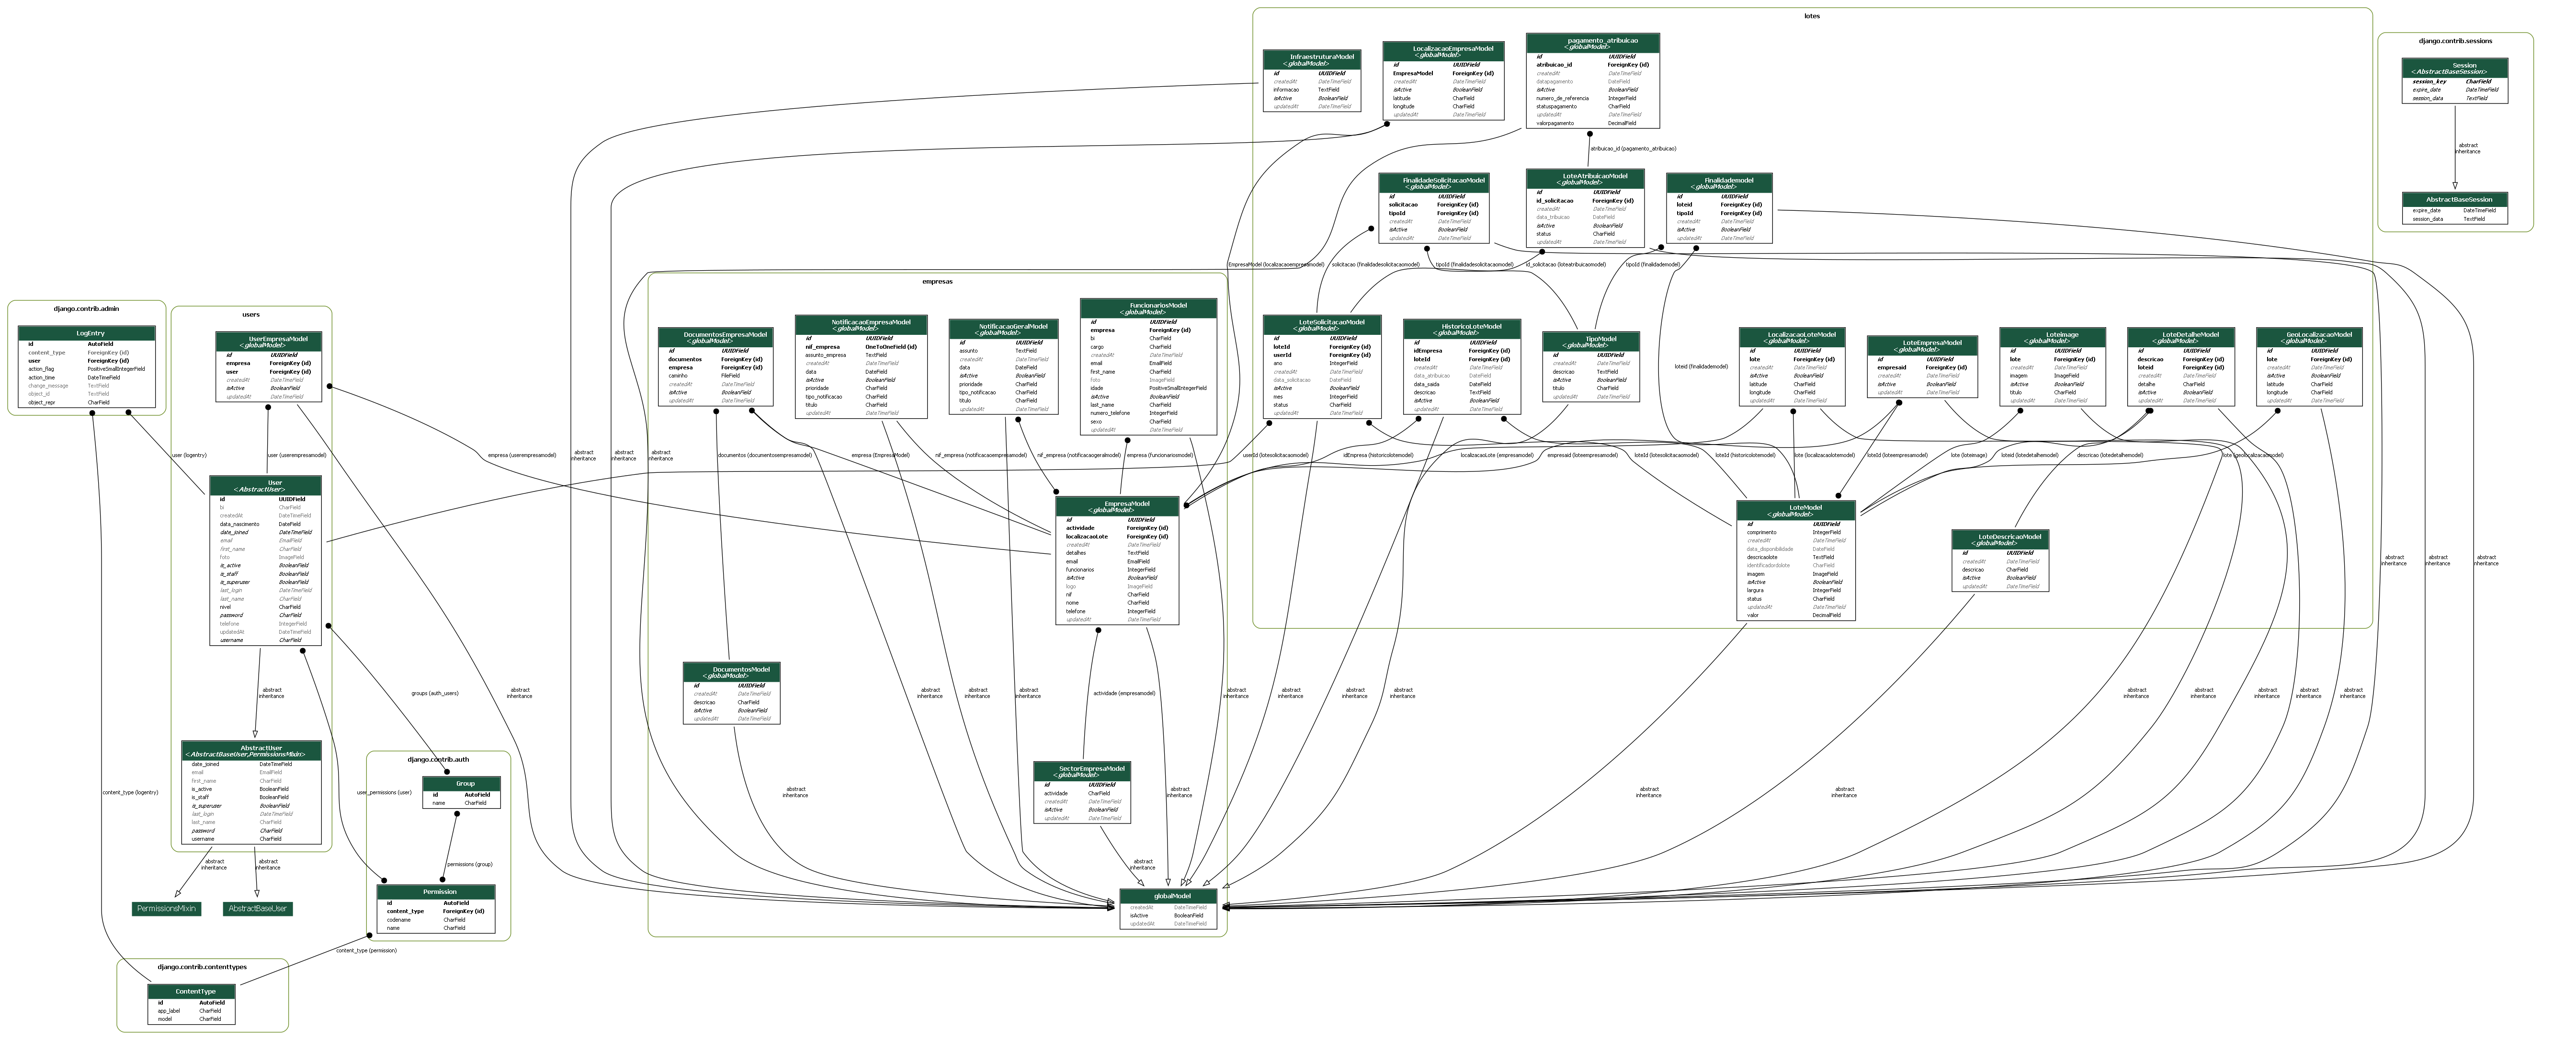 lotes
InfraestruturaModel
<globalModel>
id UUIDField
createdAt DateTimeField
informacao TextField
isActive BooleanField
updatedAt DateTimeField
LocalizacaoEmpresaModel
<globalModel>
id UUIDField
EmpresaModel ForeignKey (id)
createdAt DateTimeField
isActive BooleanField
latitude CharField
longitude CharField
updatedAt DateTimeField
pagamento_atribuicao
<globalModel>
id UUIDField
atribuicao_id ForeignKey (id)
createdAt DateTimeField
datapagamento DateField
isActive BooleanField
numero_de_referencia IntegerField
statuspagamento CharField
updatedAt DateTimeField
valorpagamento DecimalField
django.contrib.sessions
Session
<AbstractBaseSession>
session_key CharField
expire_date DateTimeField
session_data TextField
abstract
inheritance
AbstractBaseSession
expire_date DateTimeField
session_data TextField
atribuicao_id (pagamento_atribuicao)
FinalidadeSolicitacaoModel
<globalModel>
id UUIDField
solicitacao ForeignKey (id)
tipoId ForeignKey (id)
createdAt DateTimeField
isActive BooleanField
updatedAt DateTimeField
LoteAtribuicaoModel
<globalModel>
id UUIDField
id_solicitacao ForeignKey (id)
createdAt DateTimeField
data_tribuicao DateField
isActive BooleanField
status CharField
updatedAt DateTimeField
Finalidademodel
<globalModel>
id UUIDField
loteid ForeignKey (id)
tipoId ForeignKey (id)
createdAt DateTimeField
isActive BooleanField
updatedAt DateTimeField
EmpresaModel (localizacaoempresamodel)
solicitacao (finalidadesolicitacaomodel)
tipoId (finalidadesolicitacaomodel)
id_solicitacao (loteatribuicaomodel)
tipoId (finalidademodel)
loteid (finalidademodel)
django.contrib.admin
LogEntry
id AutoField
content_type ForeignKey (id)
user ForeignKey (id)
action_flag PositiveSmallIntegerField
action_time DateTimeField
change_message TextField
object_id TextField
object_repr CharField
users
UserEmpresaModel
<globalModel>
id UUIDField
empresa ForeignKey (id)
user ForeignKey (id)
createdAt DateTimeField
isActive BooleanField
updatedAt DateTimeField
empresas
DocumentosEmpresaModel
<globalModel>
id UUIDField
documentos ForeignKey (id)
empresa ForeignKey (id)
caminho FileField
createdAt DateTimeField
isActive BooleanField
updatedAt DateTimeField
NotificacaoEmpresaModel
<globalModel>
id UUIDField
nif_empresa OneToOneField (id)
assunto_empresa TextField
createdAt DateTimeField
data DateField
isActive BooleanField
prioridade CharField
tipo_notificacao CharField
titulo CharField
updatedAt DateTimeField
NotificacaoGeralModel
<globalModel>
id UUIDField
assunto TextField
createdAt DateTimeField
data DateField
isActive BooleanField
prioridade CharField
tipo_notificacao CharField
titulo CharField
updatedAt DateTimeField
FuncionariosModel
<globalModel>
id UUIDField
empresa ForeignKey (id)
bi CharField
cargo CharField
createdAt DateTimeField
email EmailField
first_name CharField
foto ImageField
idade PositiveSmallIntegerField
isActive BooleanField
last_name CharField
numero_telefone IntegerField
sexo CharField
updatedAt DateTimeField
LoteSolicitacaoModel
<globalModel>
id UUIDField
loteId ForeignKey (id)
userId ForeignKey (id)
ano IntegerField
createdAt DateTimeField
data_solicitacao DateField
isActive BooleanField
mes IntegerField
status CharField
updatedAt DateTimeField
HistoricoLoteModel
<globalModel>
id UUIDField
idEmpresa ForeignKey (id)
loteId ForeignKey (id)
createdAt DateTimeField
data_atribuicao DateField
data_saida DateField
descricao TextField
isActive BooleanField
updatedAt DateTimeField
TipoModel
<globalModel>
id UUIDField
createdAt DateTimeField
descricao TextField
isActive BooleanField
titulo CharField
updatedAt DateTimeField
LocalizacaoLoteModel
<globalModel>
id UUIDField
lote ForeignKey (id)
createdAt DateTimeField
isActive BooleanField
latitude CharField
longitude CharField
updatedAt DateTimeField
LoteEmpresaModel
<globalModel>
id UUIDField
loteId ForeignKey (id)
empresaid ForeignKey (id)
createdAt DateTimeField
isActive BooleanField
updatedAt DateTimeField
Loteimage
<globalModel>
id UUIDField
lote ForeignKey (id)
createdAt DateTimeField
imagem ImageField
isActive BooleanField
titulo CharField
updatedAt DateTimeField
LoteDetalheModel
<globalModel>
id UUIDField
descricao ForeignKey (id)
loteid ForeignKey (id)
createdAt DateTimeField
detalhe CharField
isActive BooleanField
updatedAt DateTimeField
GeoLocalizacaoModel
<globalModel>
id UUIDField
lote ForeignKey (id)
createdAt DateTimeField
isActive BooleanField
latitude CharField
longitude CharField
updatedAt DateTimeField
user (logentry)
user (userempresamodel)
empresa (userempresamodel)
abstract
inheritance
abstract
inheritance
abstract
inheritance
documentos (documentosempresamodel)
empresa (EmpresaModel)
nif_empresa (notificacaoempresamodel)
nif_empresa (notificacaogeralmodel)
empresa (funcionariosmodel)
userId (lotesolicitacaomodel)
idEmpresa (historicolotemodel)
localizacaoLote (empresamodel)
empresaid (loteempresamodel)
loteId (lotesolicitacaomodel)
loteId (historicolotemodel)
lote (localizacaolotemodel)
loteId (loteempresamodel)
lote (loteimage)
loteid (lotedetalhemodel)
descricao (lotedetalhemodel)
lote (geolocalizacaomodel)
User
<AbstractUser>
id UUIDField
bi CharField
createdAt DateTimeField
data_nascimento DateField
date_joined DateTimeField
email EmailField
first_name CharField
foto ImageField
is_active BooleanField
is_staff BooleanField
is_superuser BooleanField
last_login DateTimeField
last_name CharField
nivel CharField
password CharField
telefone IntegerField
updatedAt DateTimeField
username CharField
EmpresaModel
<globalModel>
id UUIDField
actividade ForeignKey (id)
localizacaoLote ForeignKey (id)
createdAt DateTimeField
detalhes TextField
email EmailField
funcionarios IntegerField
isActive BooleanField
logo ImageField
nif CharField
nome CharField
telefone IntegerField
updatedAt DateTimeField
LoteModel
<globalModel>
id UUIDField
comprimento IntegerField
createdAt DateTimeField
data_disponibilidade DateField
descricaolote TextField
identificadordolote CharField
imagem ImageField
isActive BooleanField
largura IntegerField
status CharField
updatedAt DateTimeField
valor DecimalField
LoteDescricaoModel
<globalModel>
id UUIDField
createdAt DateTimeField
descricao CharField
isActive BooleanField
updatedAt DateTimeField
abstract
inheritance
abstract
inheritance
abstract
inheritance
DocumentosModel
<globalModel>
id UUIDField
createdAt DateTimeField
descricao CharField
isActive BooleanField
updatedAt DateTimeField
abstract
inheritance
groups (auth_users)
abstract
inheritance
abstract
inheritance
abstract
inheritance
abstract
inheritance
actividade (empresamodel)
abstract
inheritance
abstract
inheritance
abstract
inheritance
abstract
inheritance
abstract
inheritance
abstract
inheritance
abstract
inheritance
abstract
inheritance
abstract
inheritance
AbstractUser
<AbstractBaseUser,PermissionsMixin>
date_joined DateTimeField
email EmailField
first_name CharField
is_active BooleanField
is_staff BooleanField
is_superuser BooleanField
last_login DateTimeField
last_name CharField
password CharField
username CharField
content_type (logentry)
user_permissions (user)
django.contrib.auth
Group
id AutoField
name CharField
permissions (group)
abstract
inheritance
SectorEmpresaModel
<globalModel>
id UUIDField
actividade CharField
createdAt DateTimeField
isActive BooleanField
updatedAt DateTimeField
abstract
inheritance
abstract
inheritance
abstract
inheritance
abstract
inheritance
abstract
inheritance
abstract
inheritance
PermissionsMixin
AbstractBaseUser
Permission
id AutoField
content_type ForeignKey (id)
codename CharField
name CharField
globalModel
createdAt DateTimeField
isActive BooleanField
updatedAt DateTimeField
content_type (permission)
django.contrib.contenttypes
ContentType
id AutoField
app_label CharField
model CharField